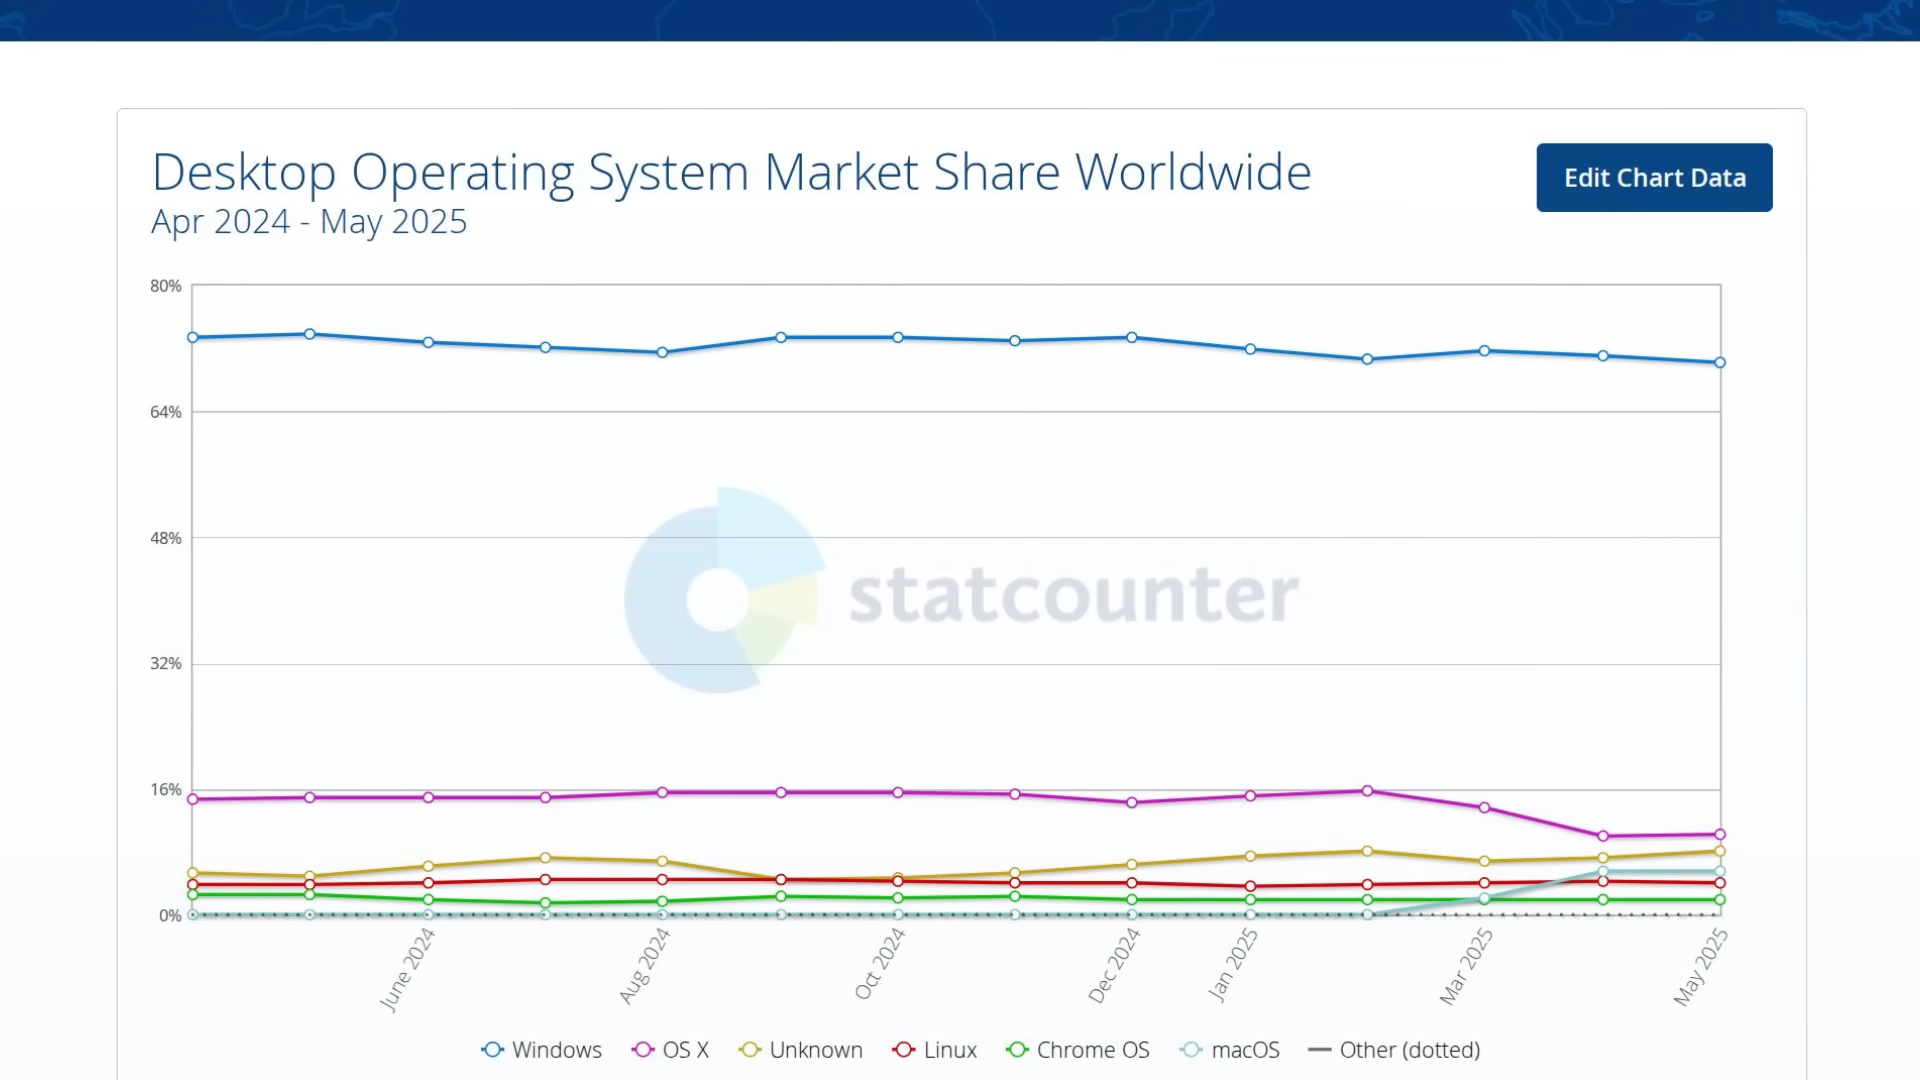 Desktop Operating System Market Share Worldwide
Edit Chart Data
Apr 2024 - May 2025
80%
64%
48%
statcounter
32%
16%
0%
June 2024
Aug 2024
Oct 2024
Dec 2024
Jan 2025
Mar 2025
May 2025
Windows OS X Unknown Linux Chrome OS macOS Other (dotted)